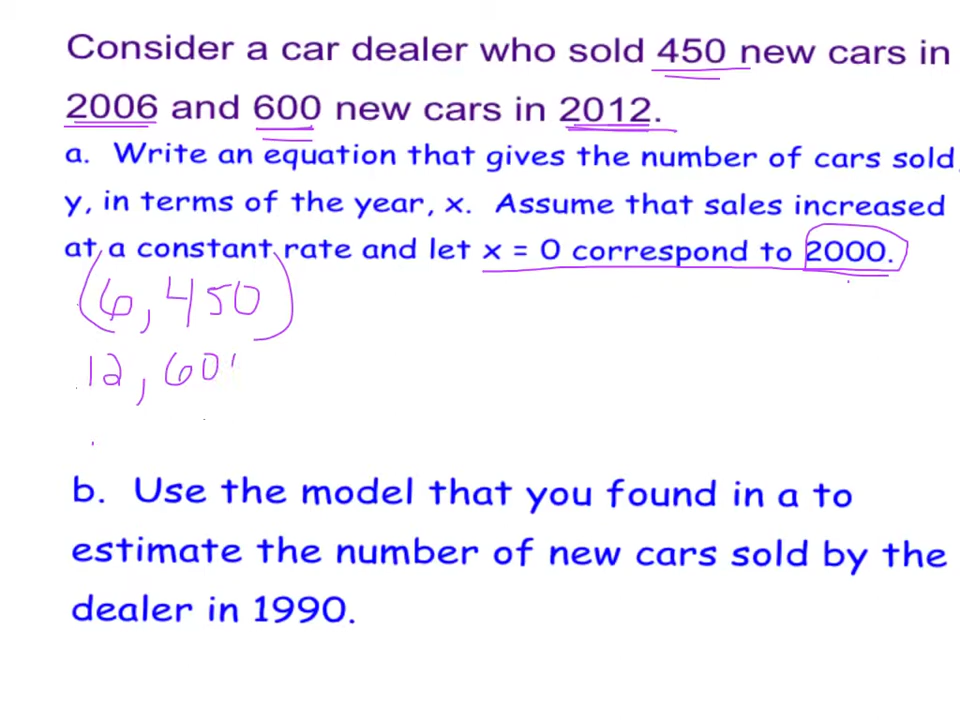 Consider a car dealer who sold 450 new cars in
2006 and 600 new cars in 2012.
a. Write an equation that gives the number of cars sold,
y, in terms of the year, x. Assume that sales increased
at a constant rate and let x = 0 correspond to 2000.
(6, 450)
12, 60
b. Use the model that you found in a to
estimate the number of new cars sold by the
dealer in 1990.